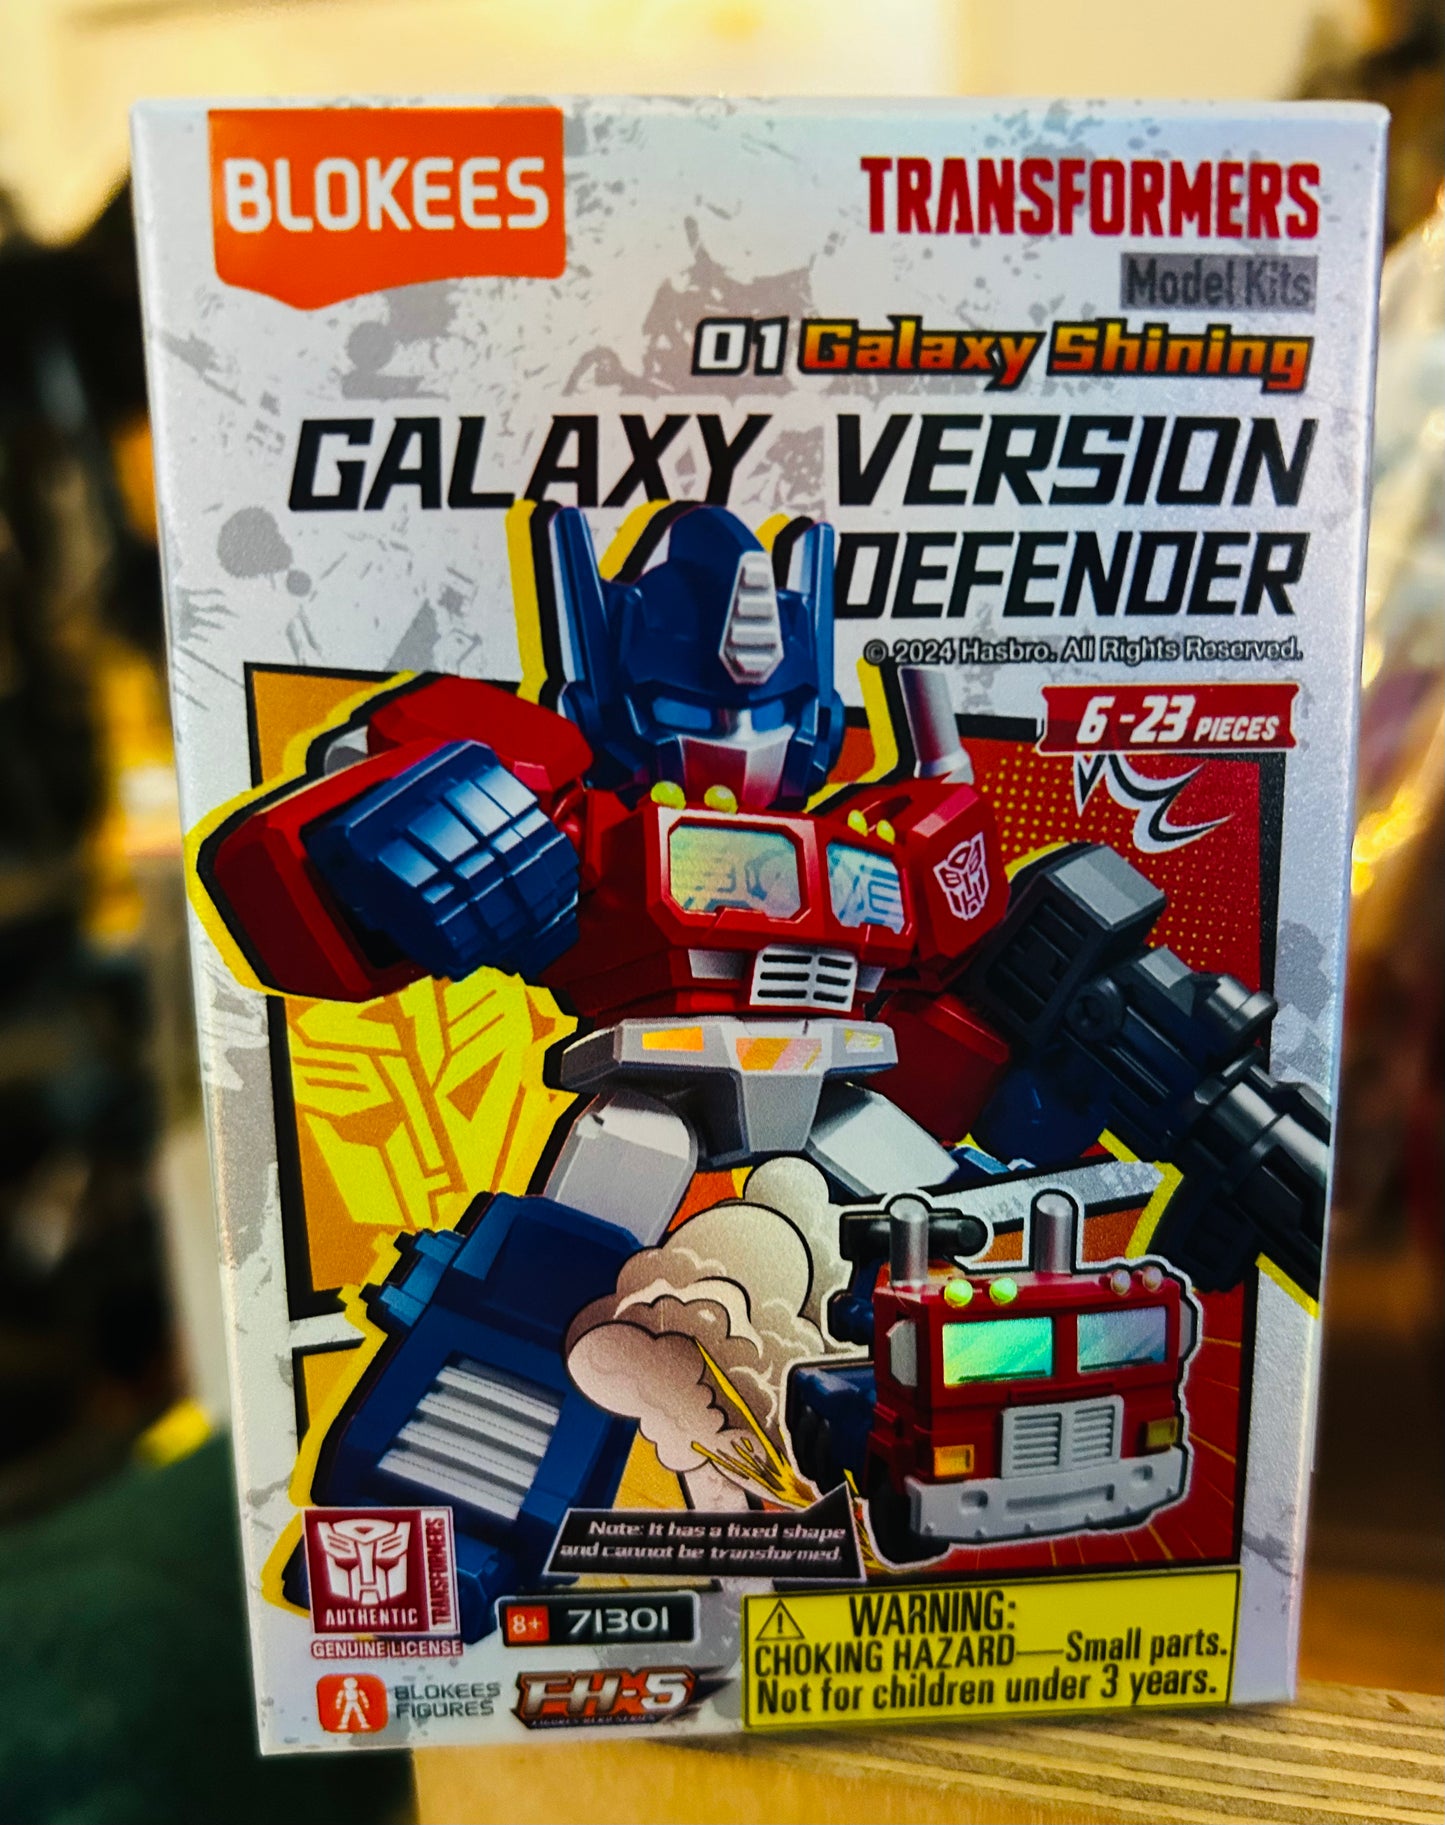 BLOKEES
TRANSFORMERS
Model Kits
01 Galaxy Shining
GALAXY VERSION
DEFENDER
© 2024 Hasbro. All Rights Reserved.
6-23 PIECES
Note: It has a fixed shape
and cannot be transformed.
AUTHENTIC
TRANSFORMERS
GENUINE LICENSE
8+ 71301
BLOKEES
FIGURES
FH-S
WARNING:
CHOKING HAZARD—Small parts.
Not for children under 3 years.